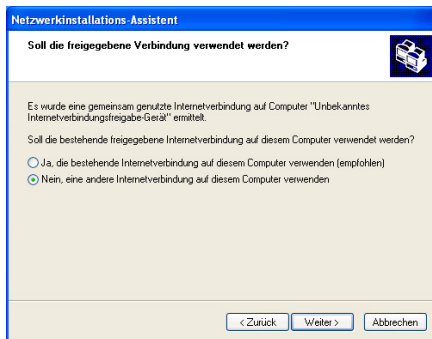 Netzwerkinstallations-Assistent
Soll die freigegebene Verbindung verwendet werden?
Es wurde eine gemeinsam genutzte Internetverbindung auf Computer "Unbekanntes
Internetverbindungsfreigabe-Gerät" ermittelt.
Soll die bestehende freigegebene Internetverbindung auf diesem Computer verwendet werden?
Ja, die bestehende Internetverbindung auf diesem Computer verwenden (empfohlen)
Nein, eine andere Internetverbindung auf diesem Computer verwenden
< Zurück Weiter > Abbrechen